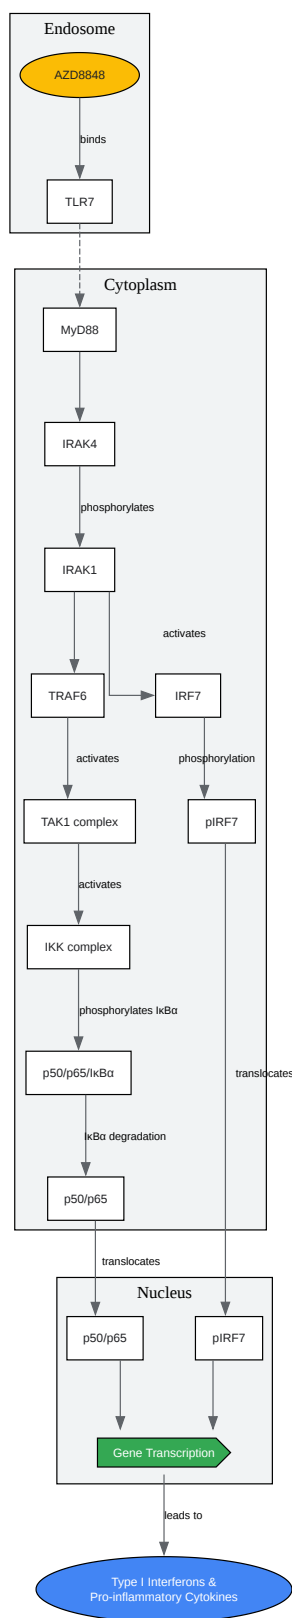 Endosome
AZD8848
binds
TLR7
Cytoplasm
MyD88
IRAK4
phosphorylates
IRAK1
activates
TRAF6
IRF7
activates
phosphorylation
TAK1 complex
pIRF7
activates
IKK complex
phosphorylates IκBα
p50/p65/IκBα
translocates
IκBα degradation
p50/p65
translocates
Nucleus
p50/p65
pIRF7
Gene Transcription
leads to
Type I Interferons &
Pro-inflammatory Cytokines